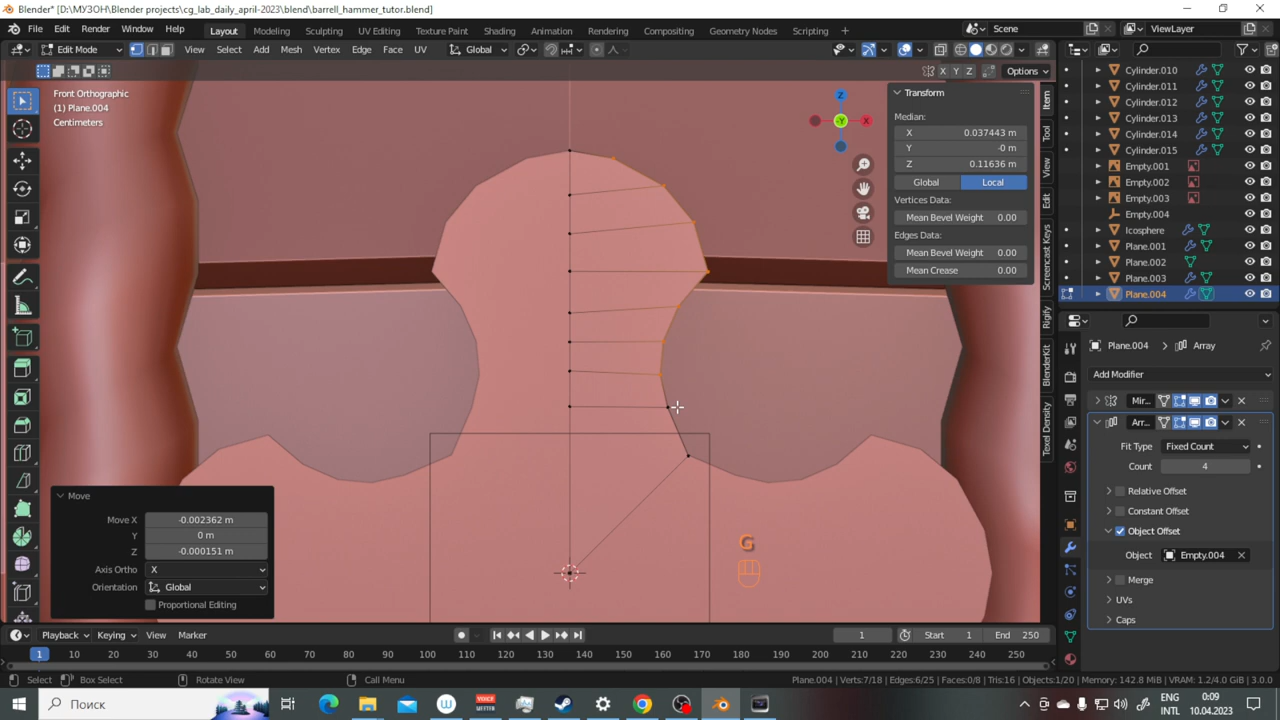 Blender* [D:\МУЗОН\Blender projects\cg_lab_daily_april-2023\blend\barrell_hammer_tutor.blend]
File Edit Render Window Help Layout Modeling Sculpting UV Editing Texture Paint Shading Animation Rendering Compositing Geometry Nodes Scripting + Scene ViewLayer
Edit Mode View Select Add Mesh Vertex Edge Face UV Global
X Y Z Options
Front Orthographic
(1) Plane.004
Centimeters
Z
X
-Y
Transform
Median:
X 0.037443 m
Y -0 m
Z 0.11636 m
Global Local
Vertices Data:
Mean Bevel Weight 0.00
Edges Data:
Mean Bevel Weight 0.00
Mean Crease 0.00
Item
Tool
View
Edit
Screencast Keys
Rigify
BlenderKit
Texel Density
Cylinder.010
Cylinder.011
Cylinder.012
Cylinder.013
Cylinder.014
Cylinder.015
Empty.001
Empty.002
Empty.003
Empty.004
Icosphere
Plane.001
Plane.002
Plane.003
Plane.004
Plane.004 Array
Add Modifier
Mir...
Arr...
Fit Type Fixed Count
Count 4
Relative Offset
Constant Offset
Object Offset
Object Empty.004
Merge
UVs
Caps
Move
Move X -0.002362 m
Y 0 m
Z -0.000151 m
Axis Ortho X
Orientation Global
Proportional Editing
G
Playback Keying View Marker 1 Start 1 End 250
1 10 20 30 40 50 60 70 80 90 100 110 120 130 140 150 160 170 180 190 200 210 220 230 240 250
Select Box Select Rotate View Call Menu Plane.004 | Verts:7/18 | Edges:6/25 | Faces:0/8 | Tris:16 | Objects:1/20 | Memory: 142.8 MiB | VRAM: 1.2/4.0 GiB | 3.0.0
Поиск ENG 0:09
INTL 10.04.2023